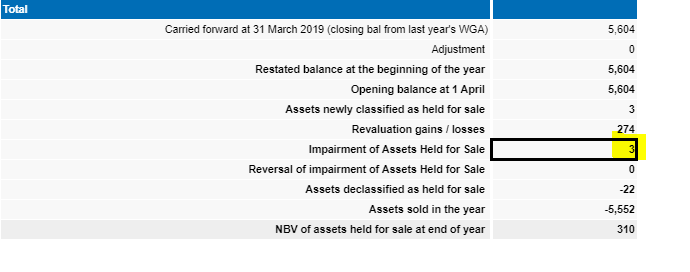 Total
Carried forward at 31 March 2019 (closing bal from last year's WGA) 5,604
Adjustment 0
Restated balance at the beginning of the year 5,604
Opening balance at 1 April 5,604
Assets newly classified as held for sale 3
Revaluation gains / losses 274
Impairment of Assets Held for Sale 3
Reversal of impairment of Assets Held for Sale 0
Assets declassified as held for sale -22
Assets sold in the year -5,552
NBV of assets held for sale at end of year 310